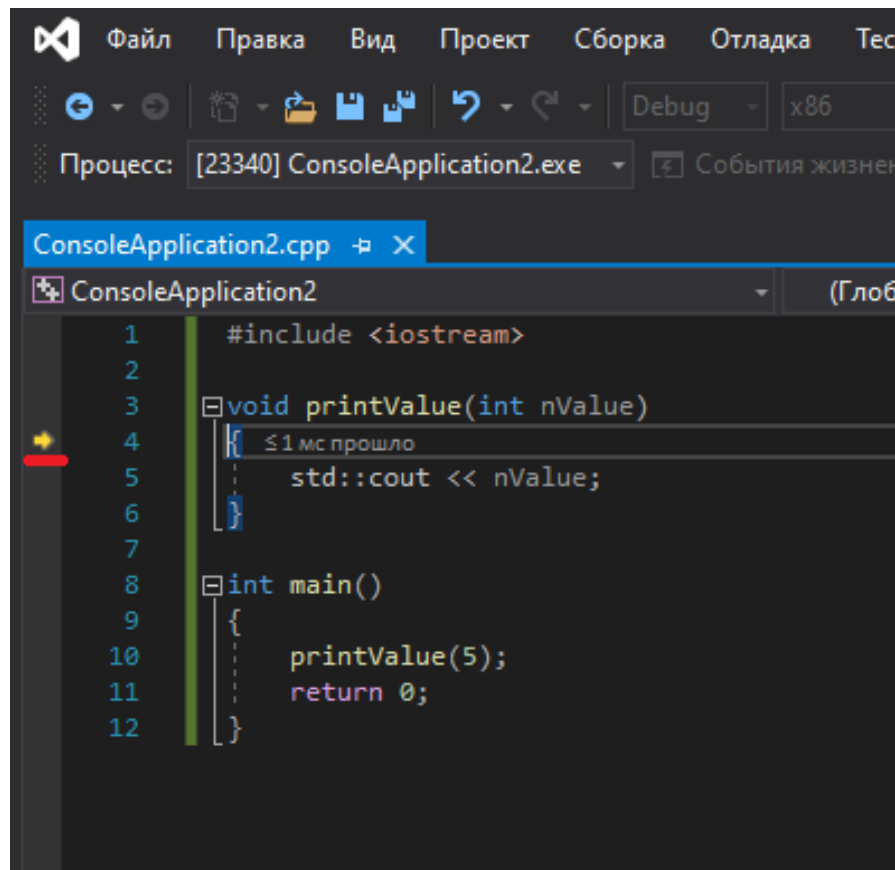 Файл Правка Вид Проект Сборка Отладка Тес
Debug x86
Процесс: [23340] ConsoleApplication2.exe События жизнен
ConsoleApplication2.cpp
ConsoleApplication2 (Глоб
1 #include <iostream>
2
3 void printValue(int nValue)
4 { ≤ 1 мс прошло
5 std::cout << nValue;
6 }
7
8 int main()
9 {
10 printValue(5);
11 return 0;
12 }